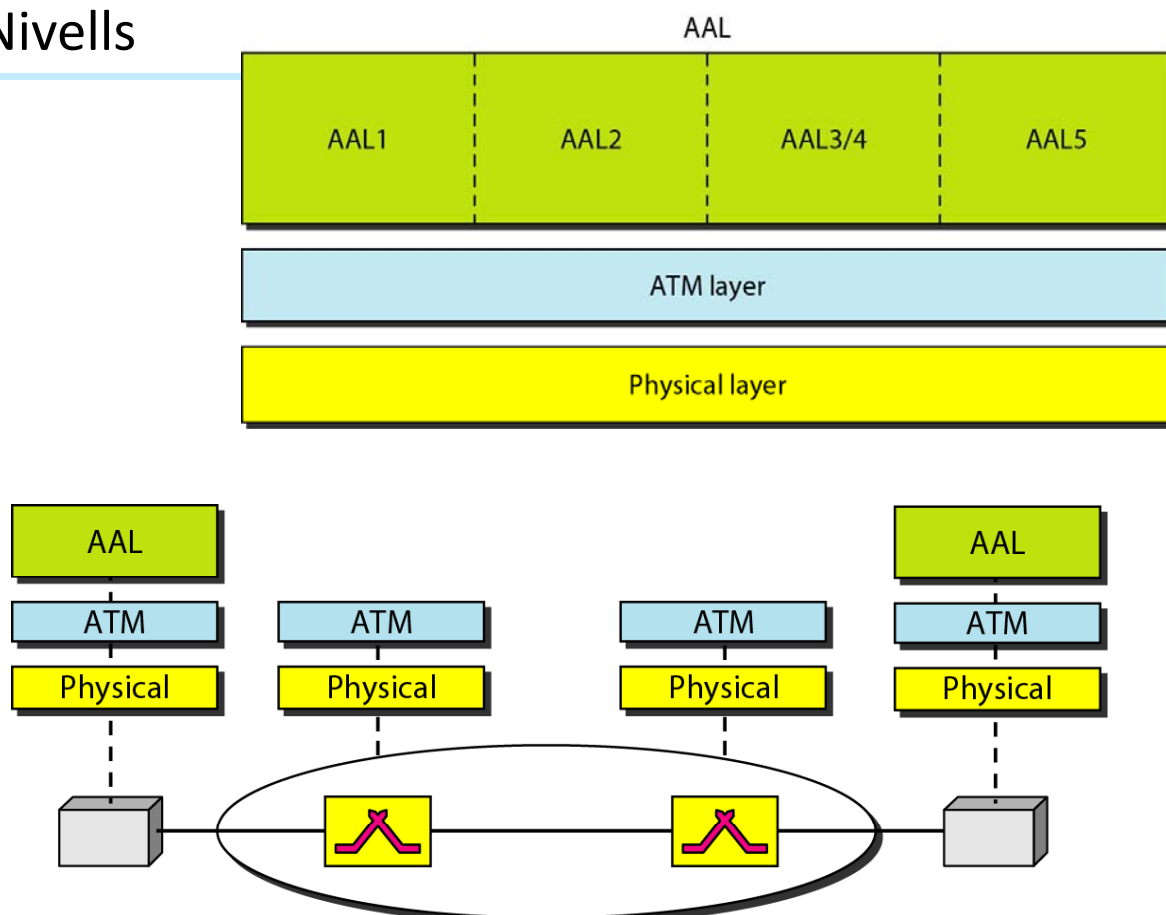 Nivells
AAL
AAL1 AAL2 AAL3/4 AAL5
ATM layer
Physical layer
AAL AAL
ATM ATM ATM ATM
Physical Physical Physical Physical